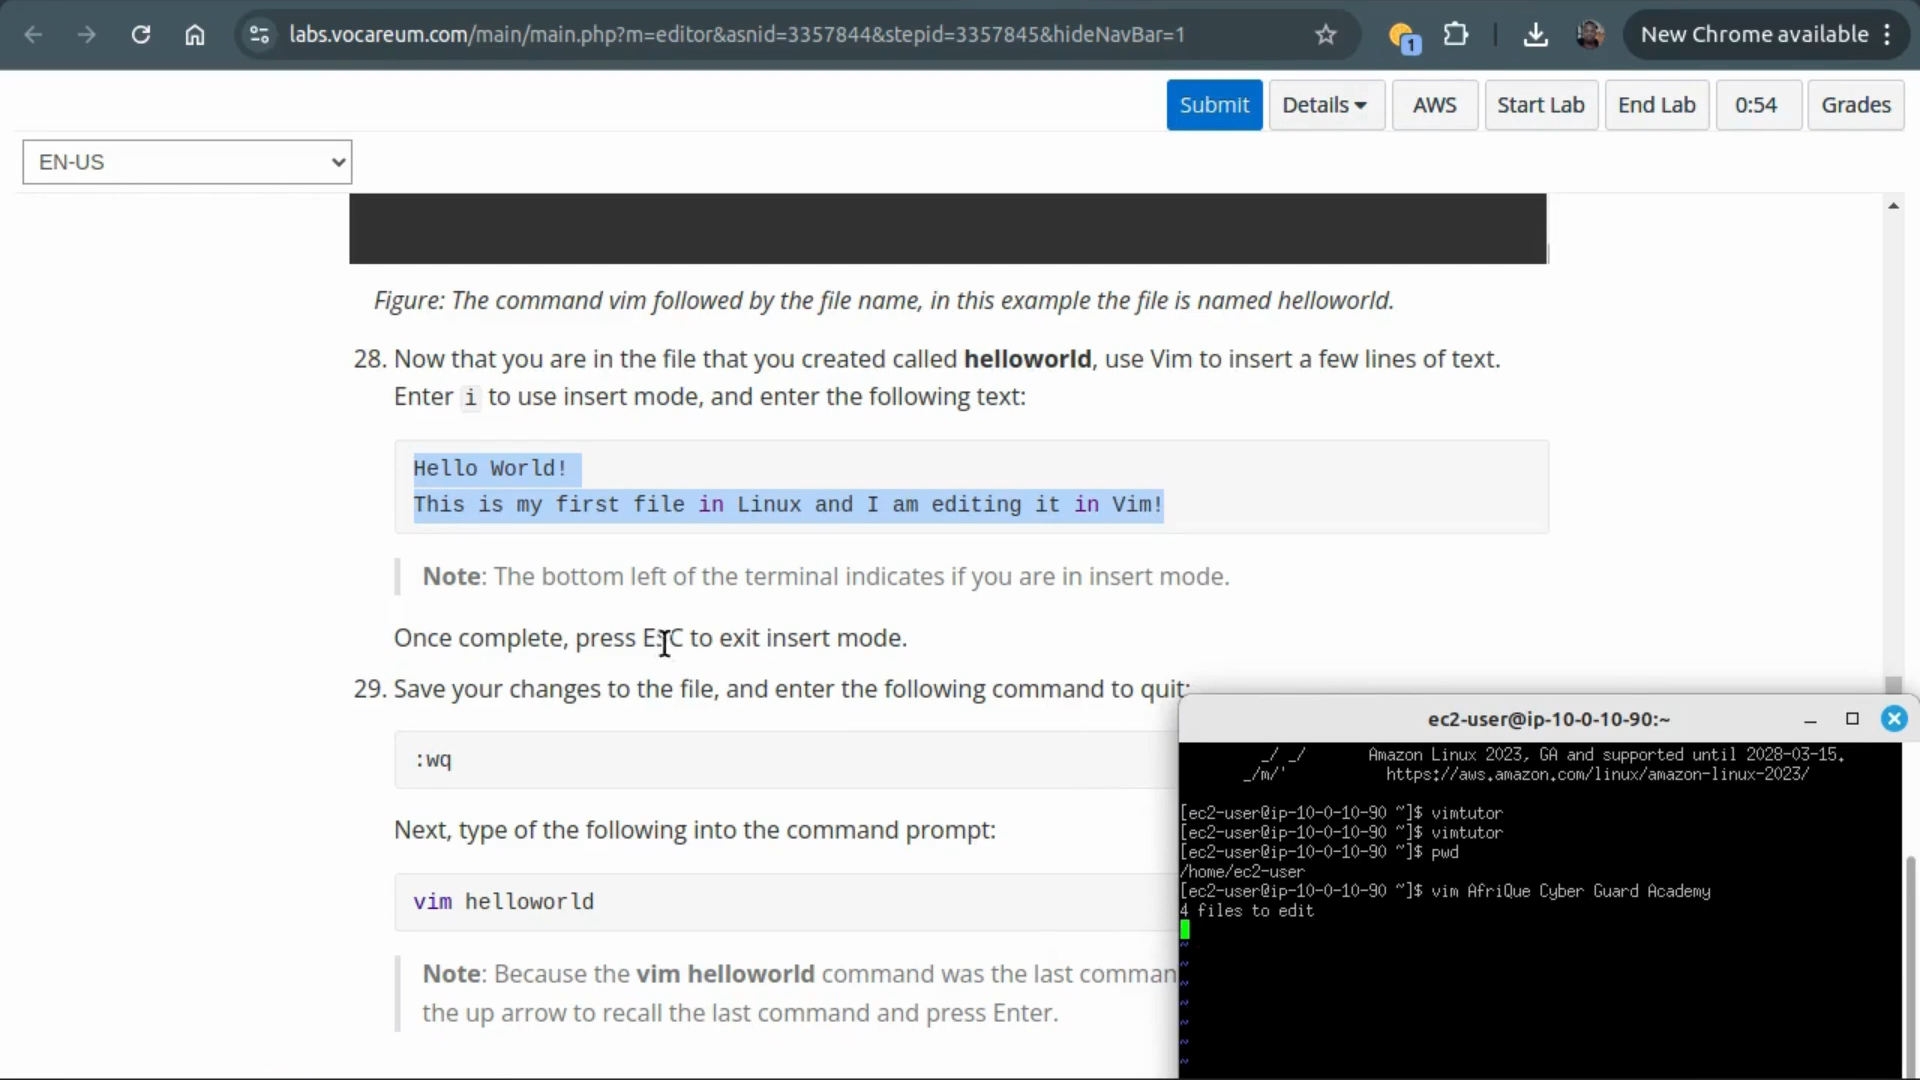 labs.vocareum.com/main/main.php?m=editor&asnid=3357844&stepid=3357845&hideNavBar=1
1
New Chrome available
Submit
Details
AWS
Start Lab
End Lab
0:54
Grades
EN-US
Figure: The command vim followed by the file name, in this example the file is named helloworld.
28. Now that you are in the file that you created called helloworld, use Vim to insert a few lines of text.
Enter i to use insert mode, and enter the following text:
Hello World!
This is my first file in Linux and I am editing it in Vim!
Note: The bottom left of the terminal indicates if you are in insert mode.
Once complete, press ESC to exit insert mode.
29. Save your changes to the file, and enter the following command to quit:
:wq
Next, type of the following into the command prompt:
vim helloworld
Note: Because the vim helloworld command was the last comman
the up arrow to recall the last command and press Enter.
ec2-user@ip-10-0-10-90:~
_/ _/ Amazon Linux 2023, GA and supported until 2028-03-15.
_/m/' https://aws.amazon.com/linux/amazon-linux-2023/
[ec2-user@ip-10-0-10-90 ~]$ vimtutor
[ec2-user@ip-10-0-10-90 ~]$ vimtutor
[ec2-user@ip-10-0-10-90 ~]$ pwd
/home/ec2-user
[ec2-user@ip-10-0-10-90 ~]$ vim AfriQue Cyber Guard Academy
4 files to edit
~
~
~
~
~
~
~